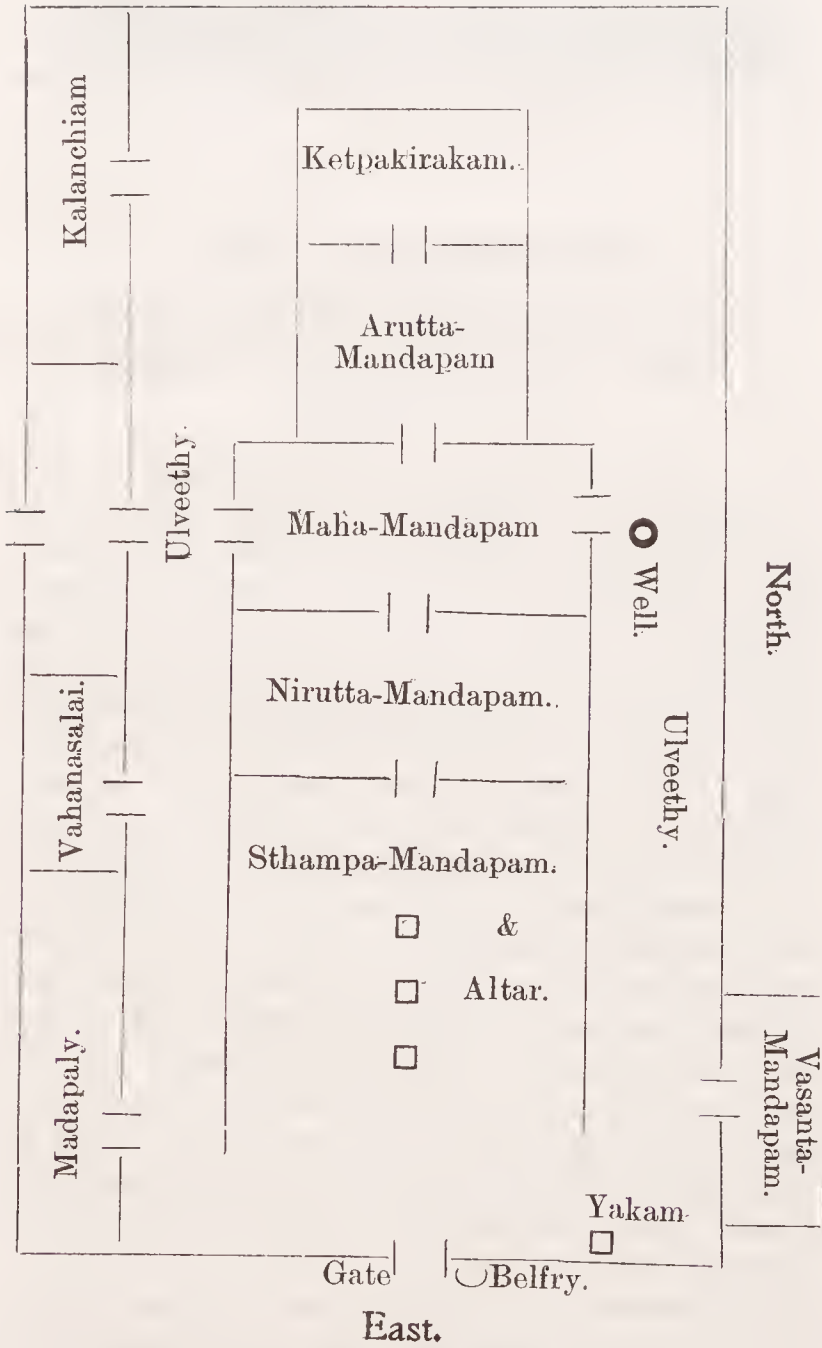 Kalanchiam
Ketpakirakam.
Arutta-
Mandapam
Ulveethy.
Maha-Mandapam
Well.
North.
Nirutta-Mandapam.
Vahanasalai.
Ulveethy.
Sthampa-Mandapam.
&
Altar.
Madapaly.
Vasanta-
Mandapam.
Yakam
Gate
Belfry.
East.